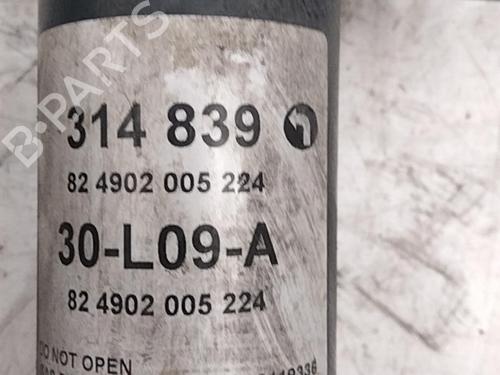 B-PARTS
314 839
82 4902 005 224
30-L09-A
82 4902 005 224
DO NOT OPEN